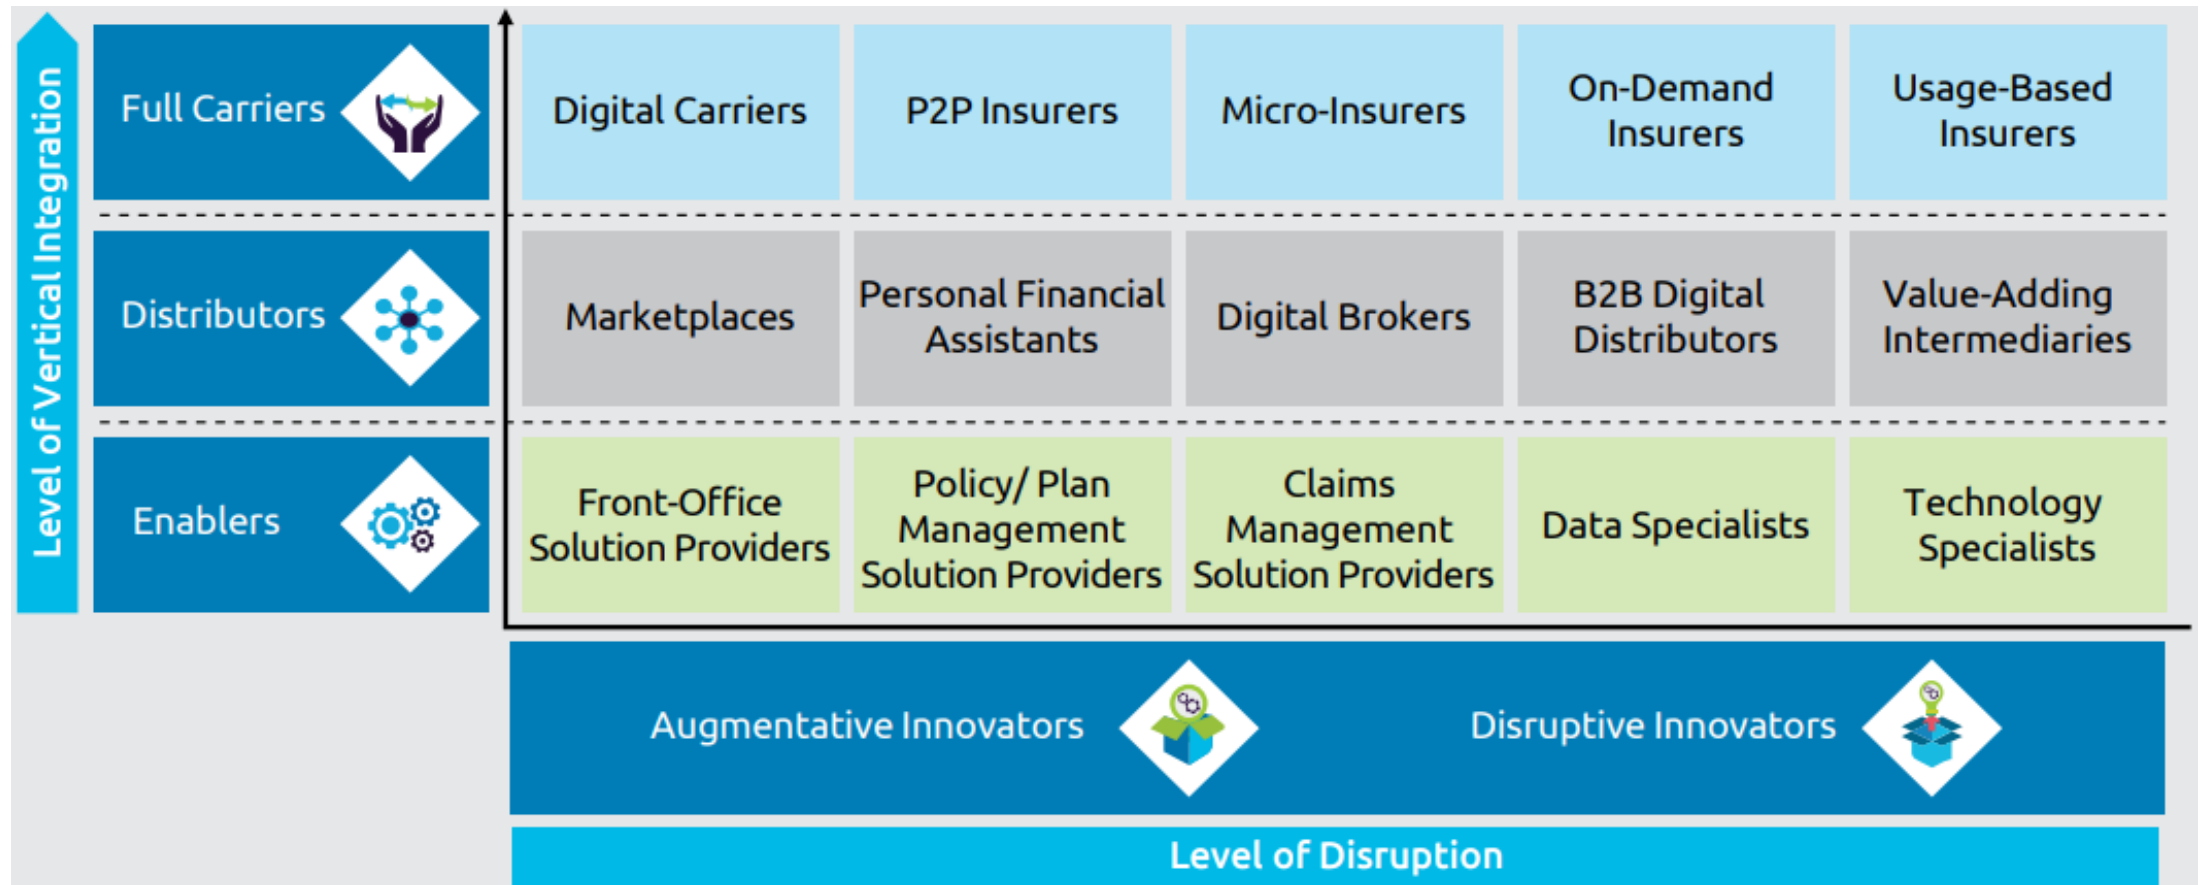 Level of Vertical Integration
Full Carriers
Digital Carriers
P2P Insurers
Micro-Insurers
On-Demand
Insurers
Usage-Based
Insurers
Distributors
Marketplaces
Personal Financial
Assistants
Digital Brokers
B2B Digital
Distributors
Value-Adding
Intermediaries
Enablers
Front-Office
Solution Providers
Policy/ Plan
Management
Solution Providers
Claims
Management
Solution Providers
Data Specialists
Technology
Specialists
Augmentative Innovators
Disruptive Innovators
Level of Disruption